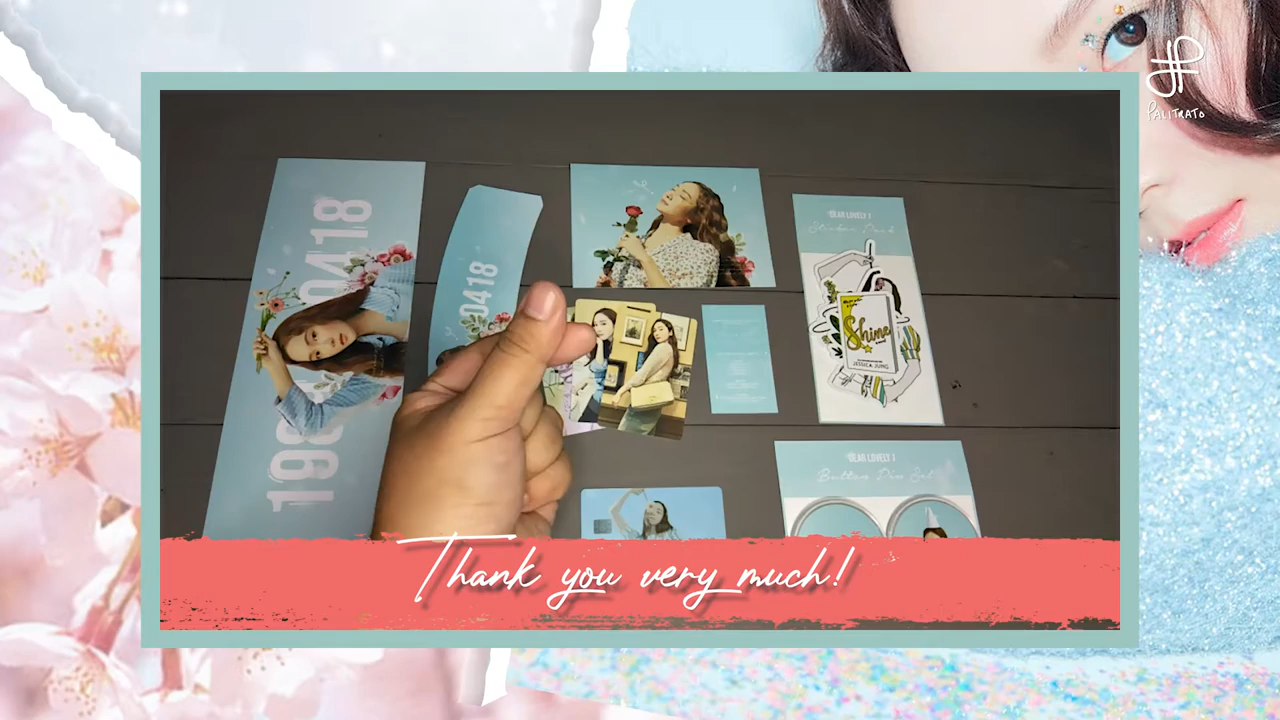 PALITRATO
0418
0418
198
DEAR LOVELY J
Sticker Pack
Shine
JESSICA JUNG
DEAR LOVELY J
Button Pin Set
Thank you very much!